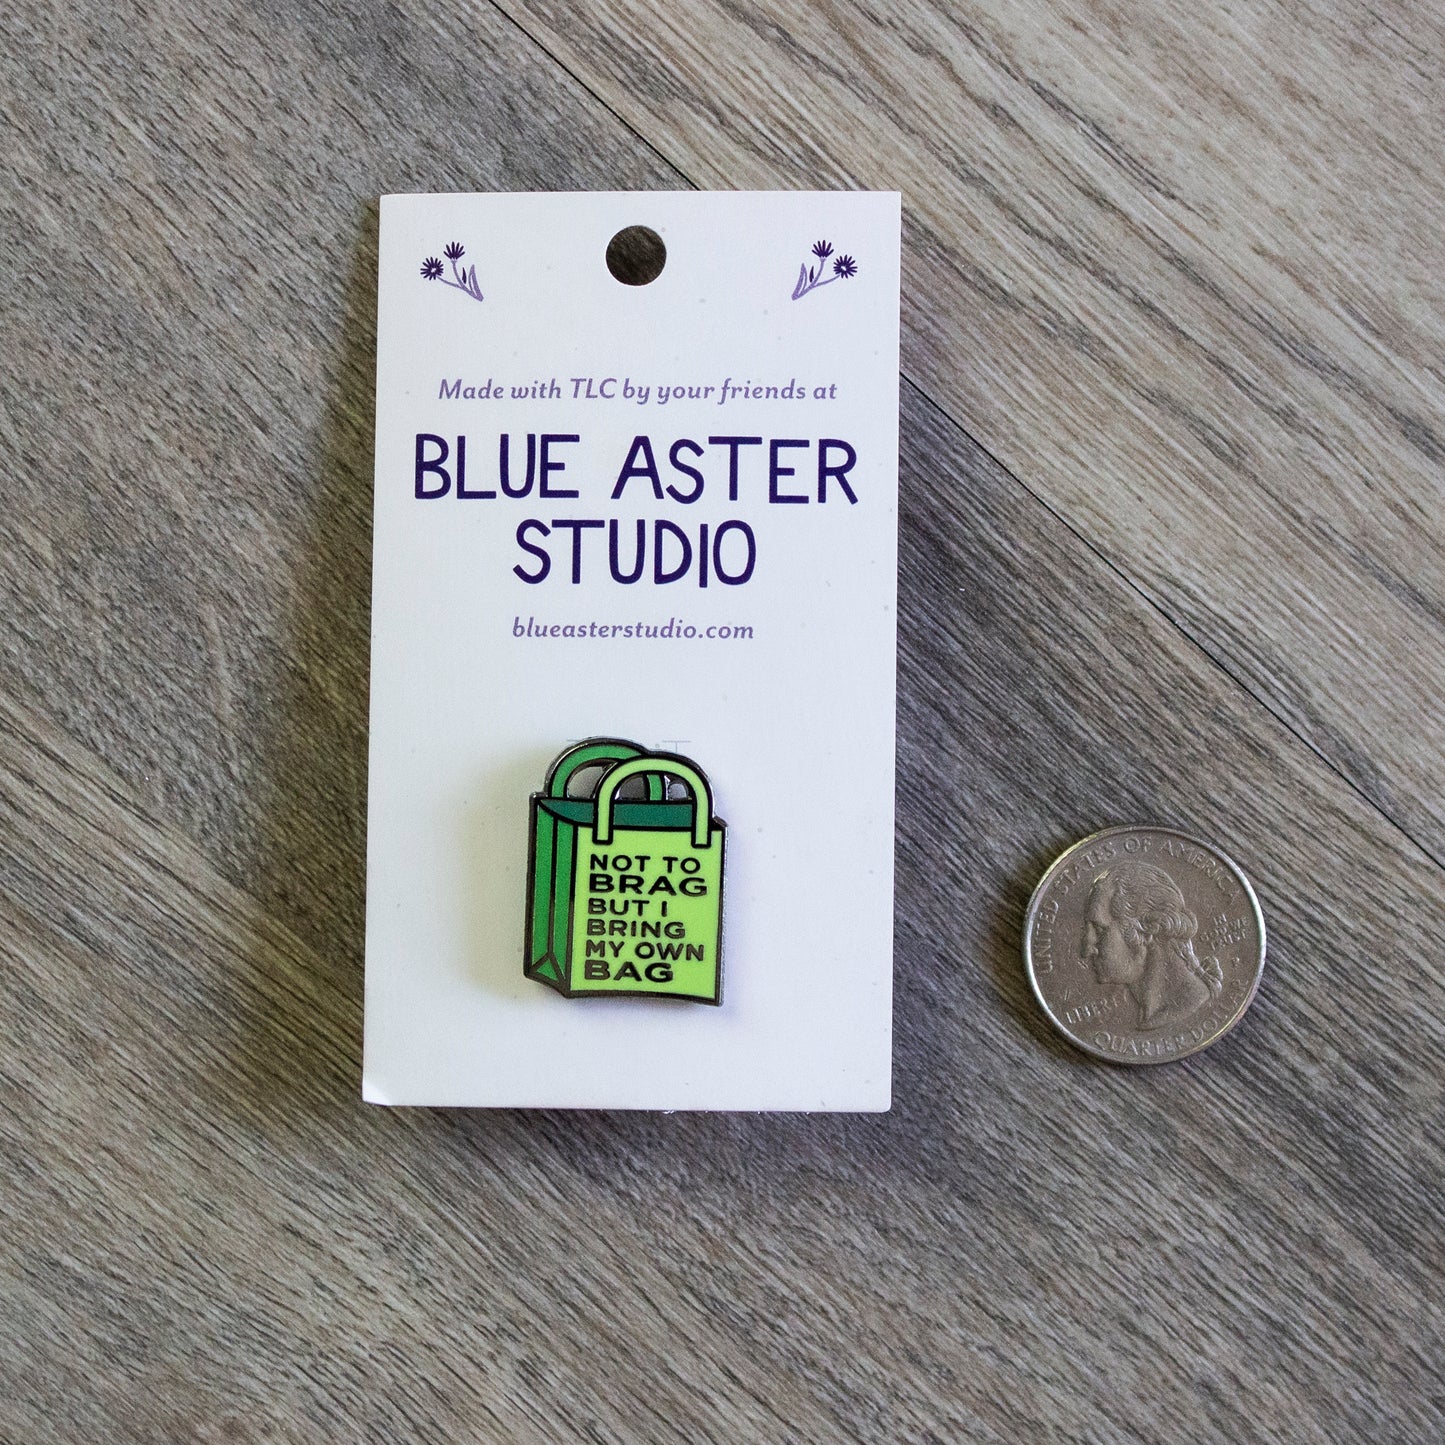 Made with TLC by your friends at
BLUE ASTER
STUDIO
blueasterstudio.com
NOT TO
BRAG
BUT I
BRING
MY OWN
BAG
UNITED STATES OF AMERICA
LIBERTY
IN
GOD WE
TRUST
P
QUARTER DOLLAR